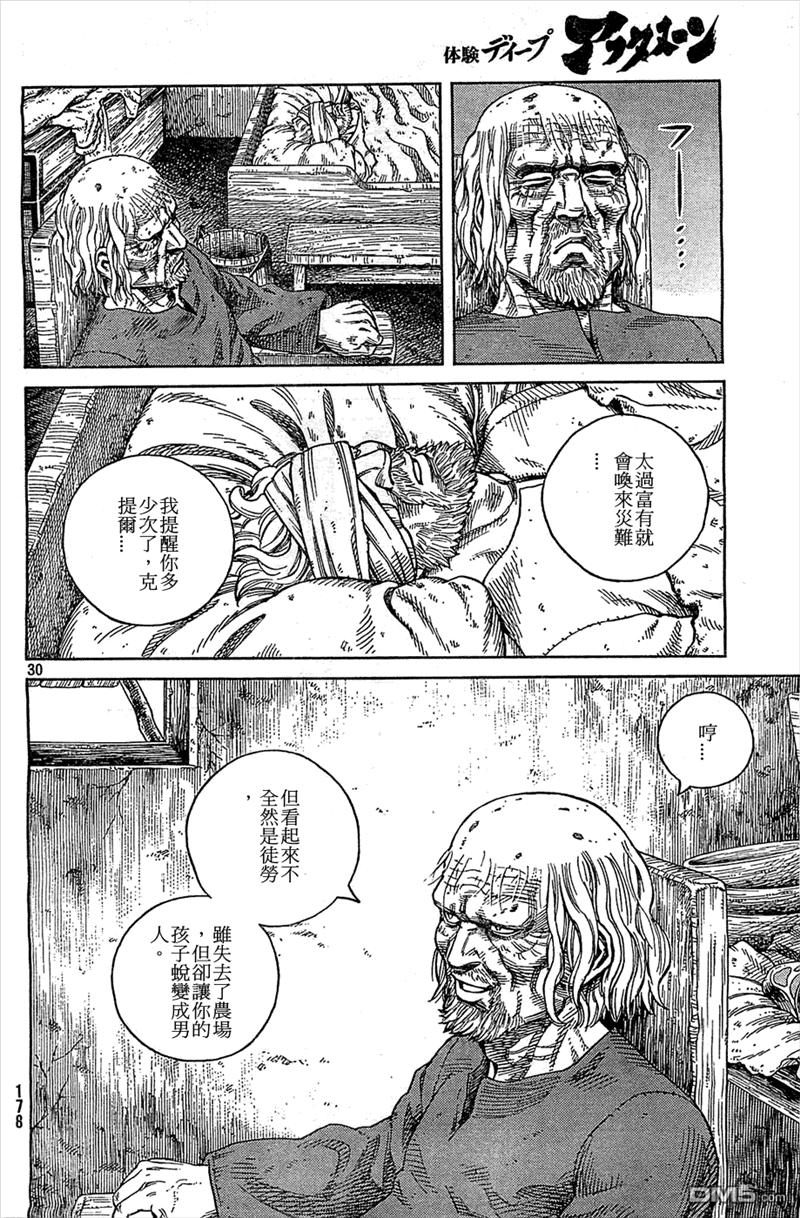 体験ディープ アフタヌーン
フーー……
太過富有就
會喚來災難
……
我提醒你多
少次了，克
提爾……
30
哼……
但看起來不
全然是徒勞
，
雖失去了農場
，但卻讓你的
孩子蛻變成男
人。
178
DM5.com